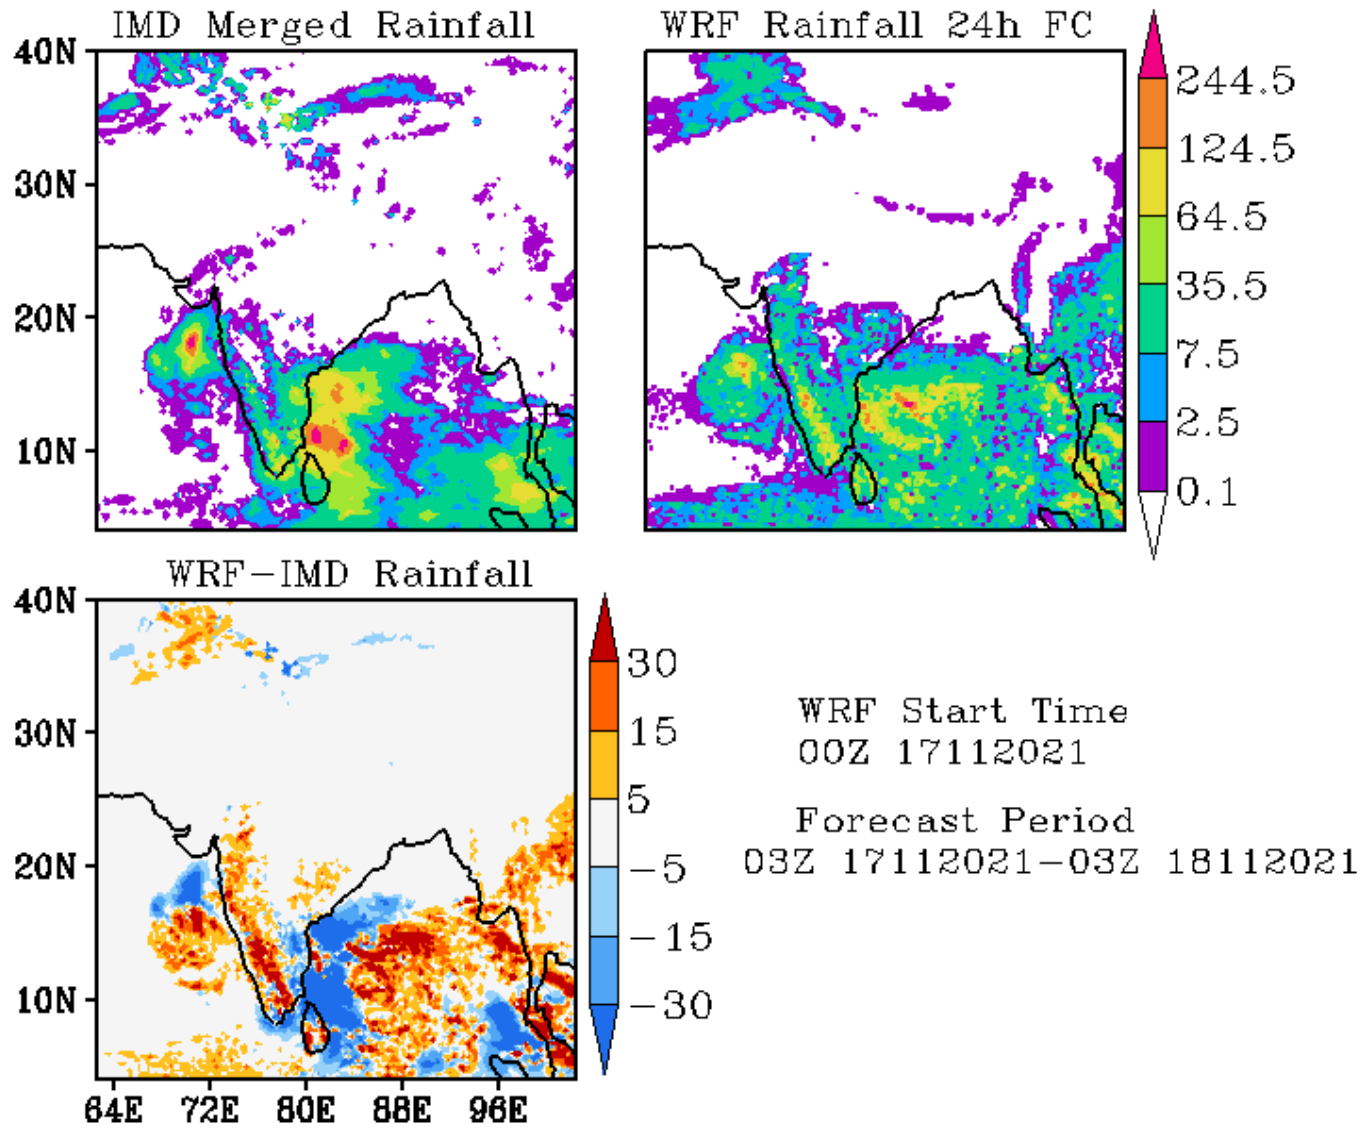 IMD Merged Rainfall
WRF Rainfall 24h FC
40N
30N
20N
10N
244.5
124.5
64.5
35.5
7.5
2.5
0.1
WRF-IMD Rainfall
40N
30N
20N
10N
64E 72E 80E 88E 96E
30
15
5
-5
-15
-30
WRF Start Time
00Z 17112021
Forecast Period
03Z 17112021-03Z 18112021